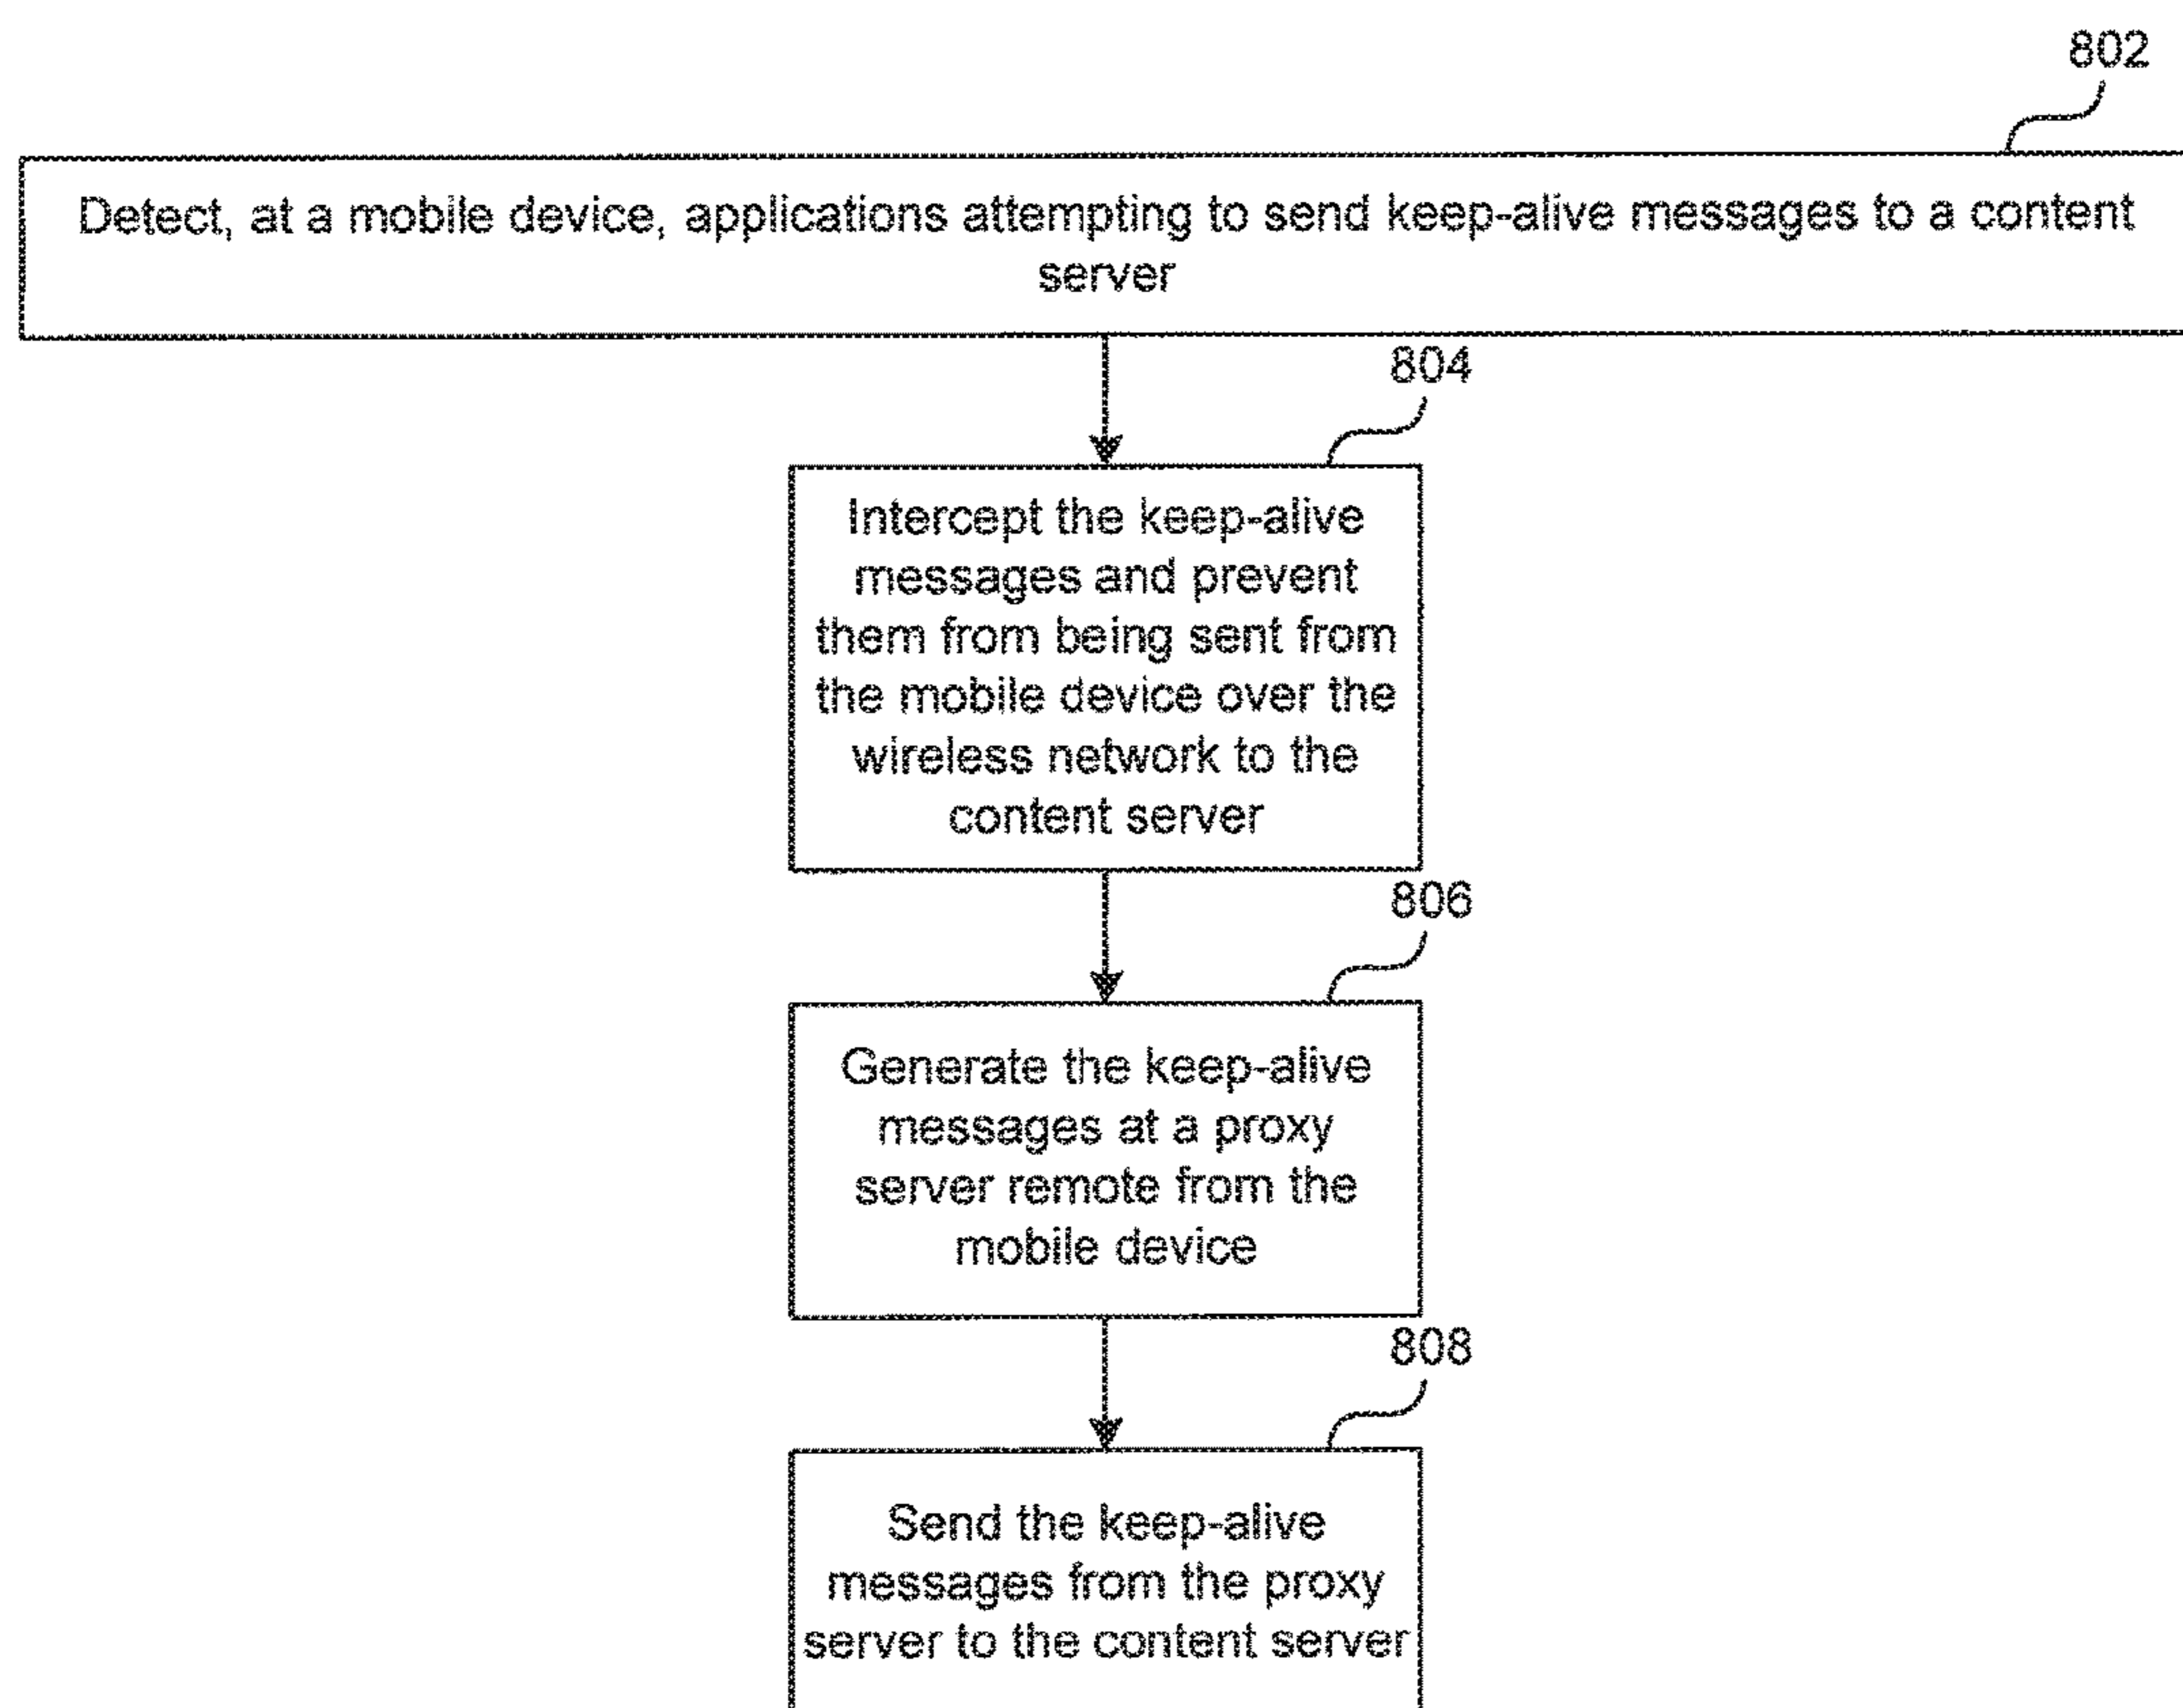 802
Detect, at a mobile device, applications attempting to send keep-alive messages to a content
server
804
Intercept the keep-alive
messages and prevent
them from being sent from
the mobile device over the
wireless network to the
content server
806
Generate the keep-alive
messages at a proxy
server remote from the
mobile device
808
Send the keep-alive
messages from the proxy
server to the content server